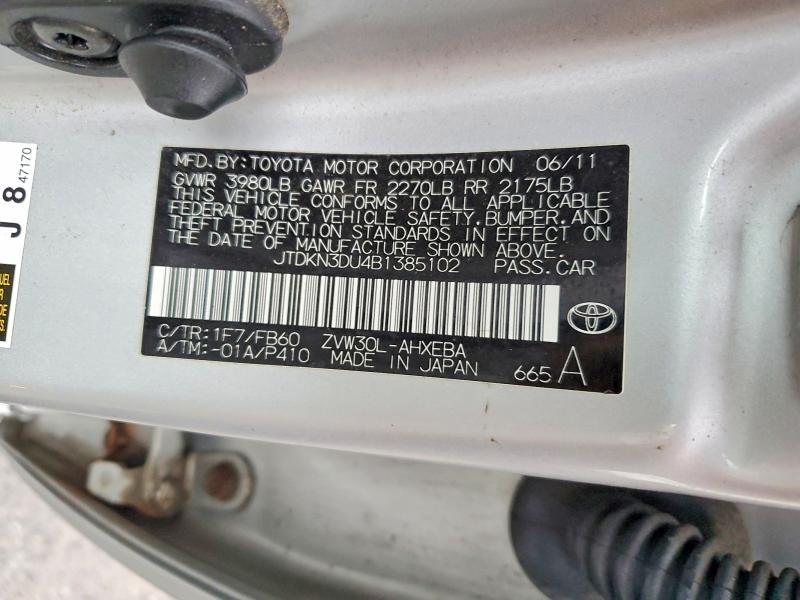 MFD. BY: TOYOTA MOTOR CORPORATION 06/11
GVWR 3980LB GAWR FR 2270LB RR 2175LB
THIS VEHICLE CONFORMS TO ALL APPLICABLE
FEDERAL MOTOR VEHICLE SAFETY, BUMPER, AND
THEFT PREVENTION STANDARDS IN EFFECT ON
THE DATE OF MANUFACTURE SHOWN ABOVE.
JTDKN3DU4B1385102 PASS. CAR
C/TR: 1F7/FB60 ZVW30L-AHXEBA
A/TM: -01A/P410 MADE IN JAPAN 665 A
J 8
47170